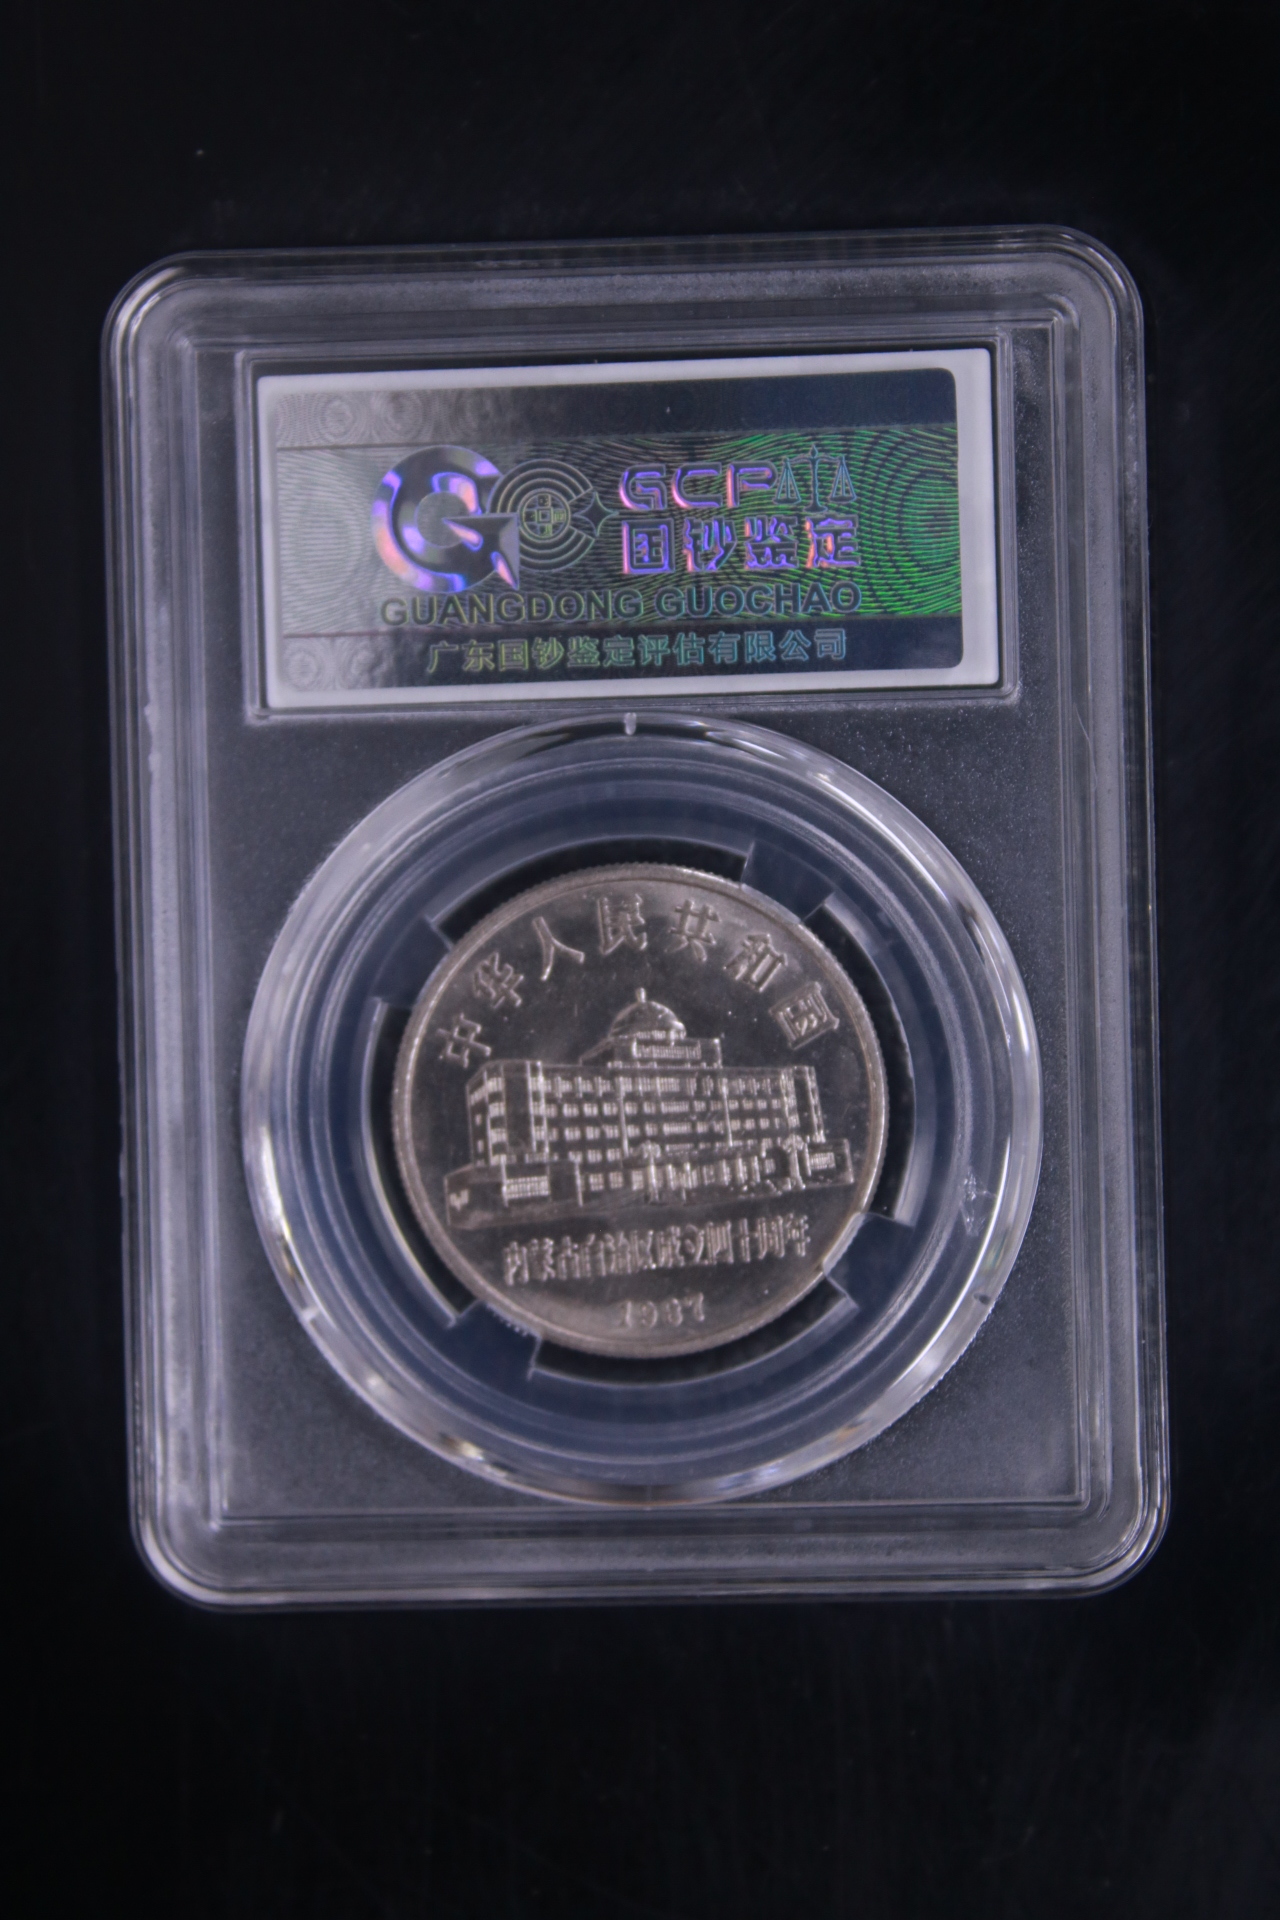 GCPIA
国钞鉴定
GUANGDONG GUOCHAO
广东国钞鉴定评估有限公司
中华人民共和国
内蒙古自治区成立四十周年
1987